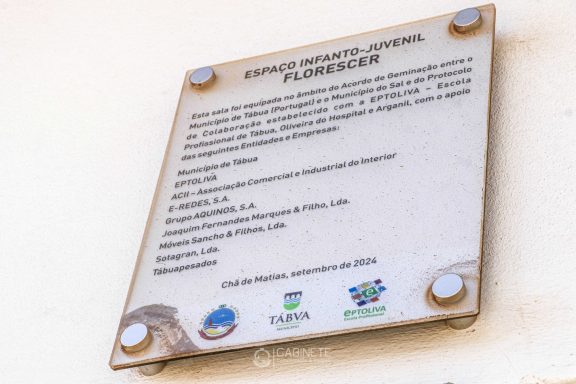 ESPAÇO INFANTO-JUVENIL
FLORESCER
Esta sala foi equipada no âmbito do Acordo de Geminação entre o
Município de Tábua (Portugal) e o Município do Sal e do Protocolo
de Colaboração estabelecido com a EPTOLIVA – Escola
Profissional de Tábua, Oliveira do Hospital e Arganil, com o apoio
das seguintes Entidades e Empresas:
Município de Tábua
EPTOLIVA
ACII – Associação Comercial e Industrial do Interior
E-REDES, S.A.
Grupo AQUINOS, S.A.
Joaquim Fernandes Marques & Filho, Lda.
Móveis Sancho & Filhos, Lda.
Sotagran, Lda.
Tábuapesados
Chã de Matias, setembro de 2024
TÁBVA
MUNICÍPIO
ePTOLIVA
Escola Profissional
GABINETE